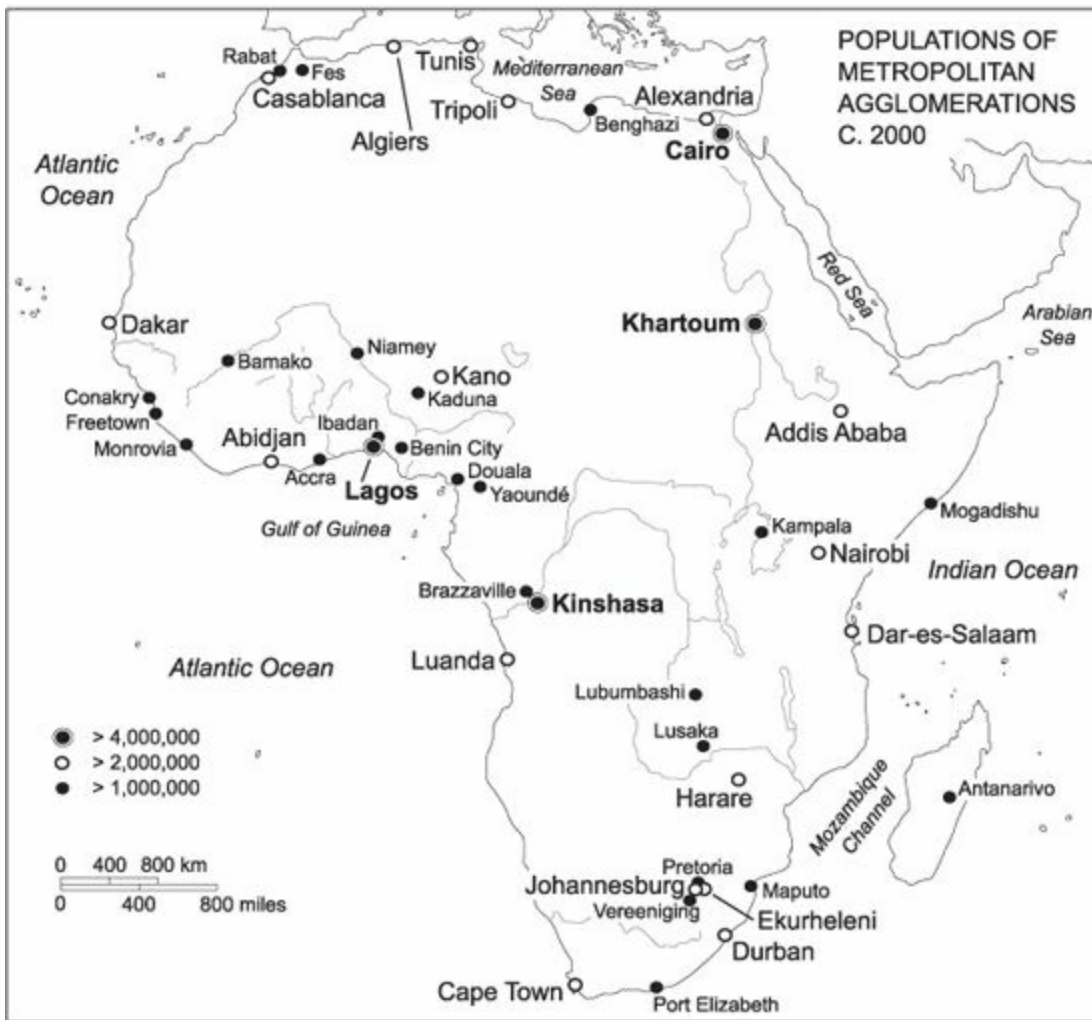 POPULATIONS OF
METROPOLITAN
AGGLOMERATIONS
C. 2000
Rabat
Fes
Casablanca
Algiers
Tunis
Mediterranean
Sea
Tripoli
Benghazi
Alexandria
Cairo
Atlantic
Ocean
Red Sea
Arabian
Sea
Dakar
Bamako
Niamey
Kano
Kaduna
Khartoum
Conakry
Freetown
Monrovia
Abidjan
Accra
Ibadan
Lagos
Benin City
Douala
Yaoundé
Gulf of Guinea
Addis Ababa
Mogadishu
Kampala
Nairobi
Indian Ocean
Brazzaville
Kinshasa
Dar-es-Salaam
Atlantic Ocean
Luanda
Lubumbashi
Lusaka
Harare
Mozambique
Channel
Antanarivo
> 4,000,000
> 2,000,000
> 1,000,000
0 400 800 km
0 400 800 miles
Pretoria
Johannesburg
Vereeniging
Maputo
Ekurheleni
Durban
Cape Town
Port Elizabeth